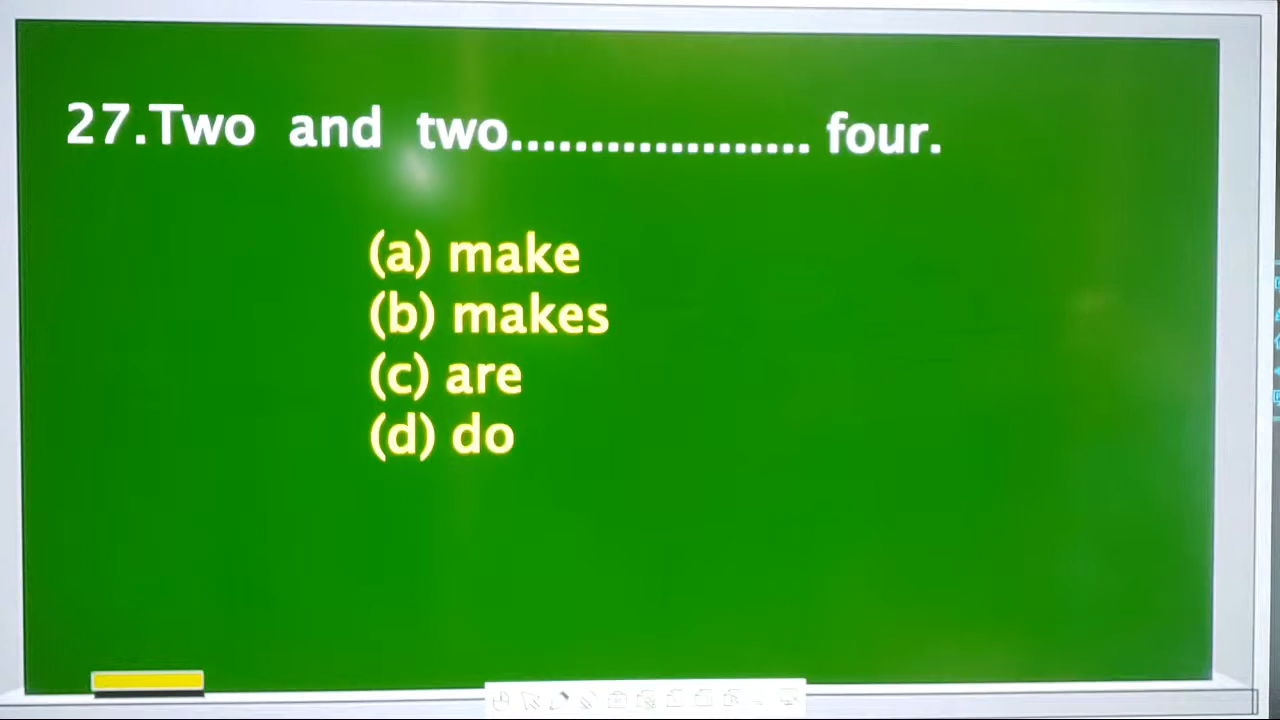 27.Two and two................... four.
(a) make
(b) makes
(c) are
(d) do